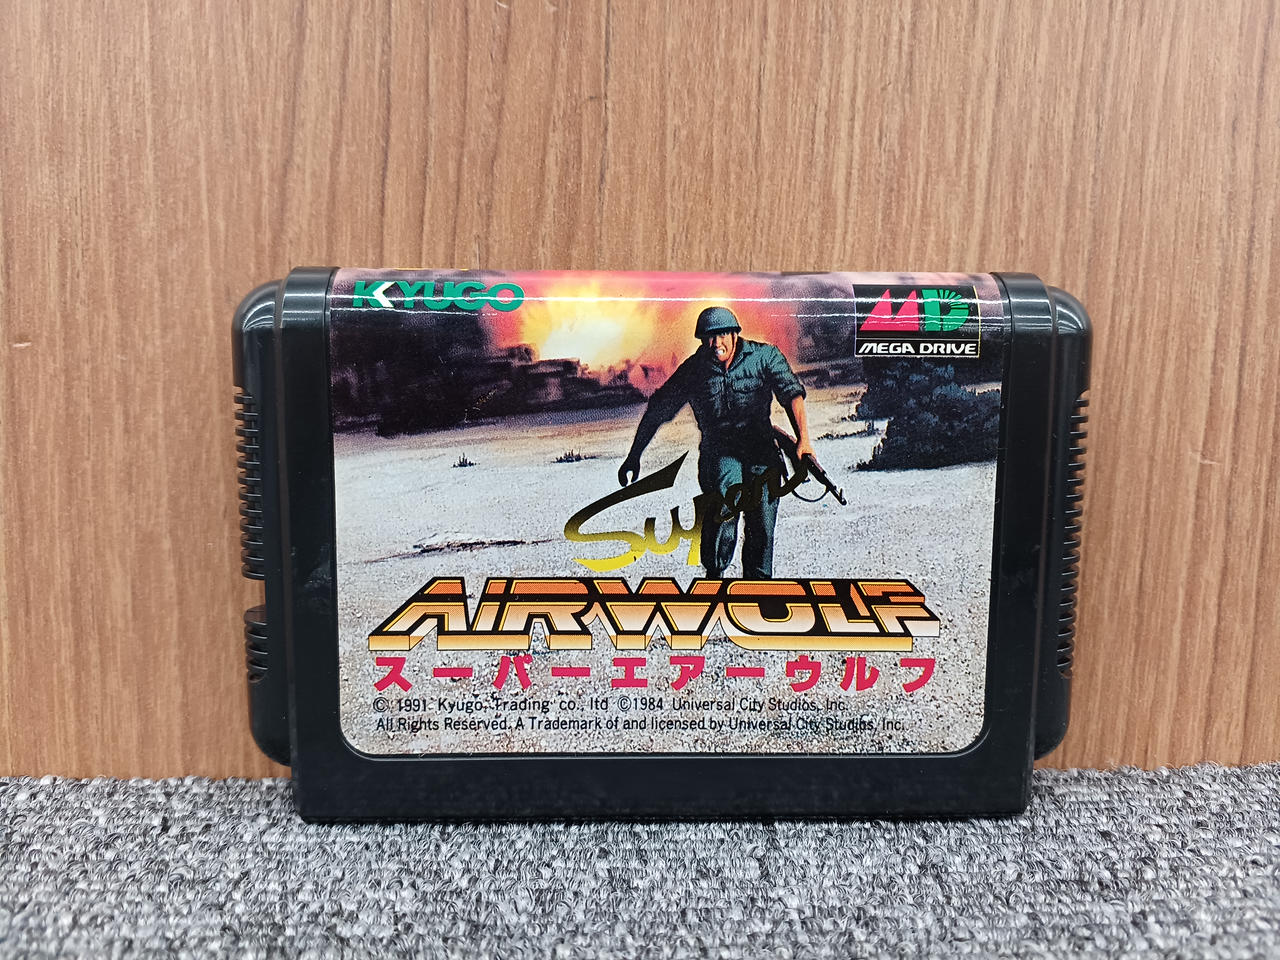 KYUGO
MD
MEGA DRIVE
Super
AIRWOLF
スーパーエアーウルフ
© 1991 Kyugo Trading co., ltd ©1984 Universal City Studios, Inc.
All Rights Reserved. A Trademark of and licensed by Universal City Studios, Inc.